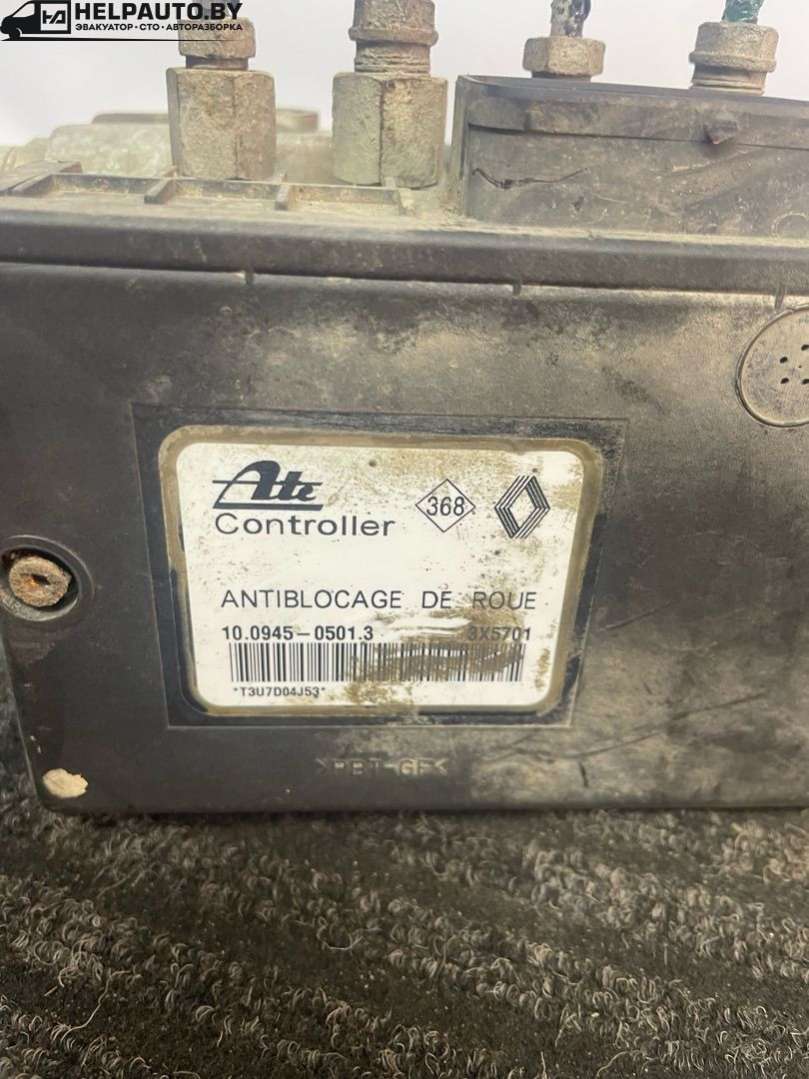 HELPAUTO.BY
ЭВАКУАТОР • СТО • АВТОРАЗБОРКА
Ate
Controller
368
ANTIBLOCAGE DE ROUE
10.0945-0501.3 3X5701
*T3U7D04J53*